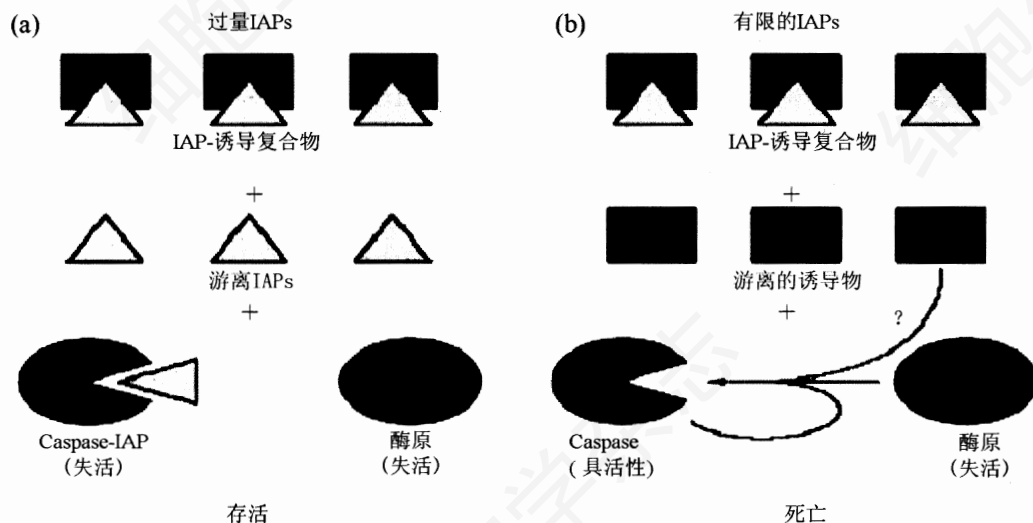 (a)
过量IAPs
IAP-诱导复合物
+
游离IAPs
+
Caspase-IAP
(失活)
酶原
(失活)
存活
(b)
有限的IAPs
IAP-诱导复合物
+
游离的诱导物
+
?
Caspase
(具活性)
酶原
(失活)
死亡